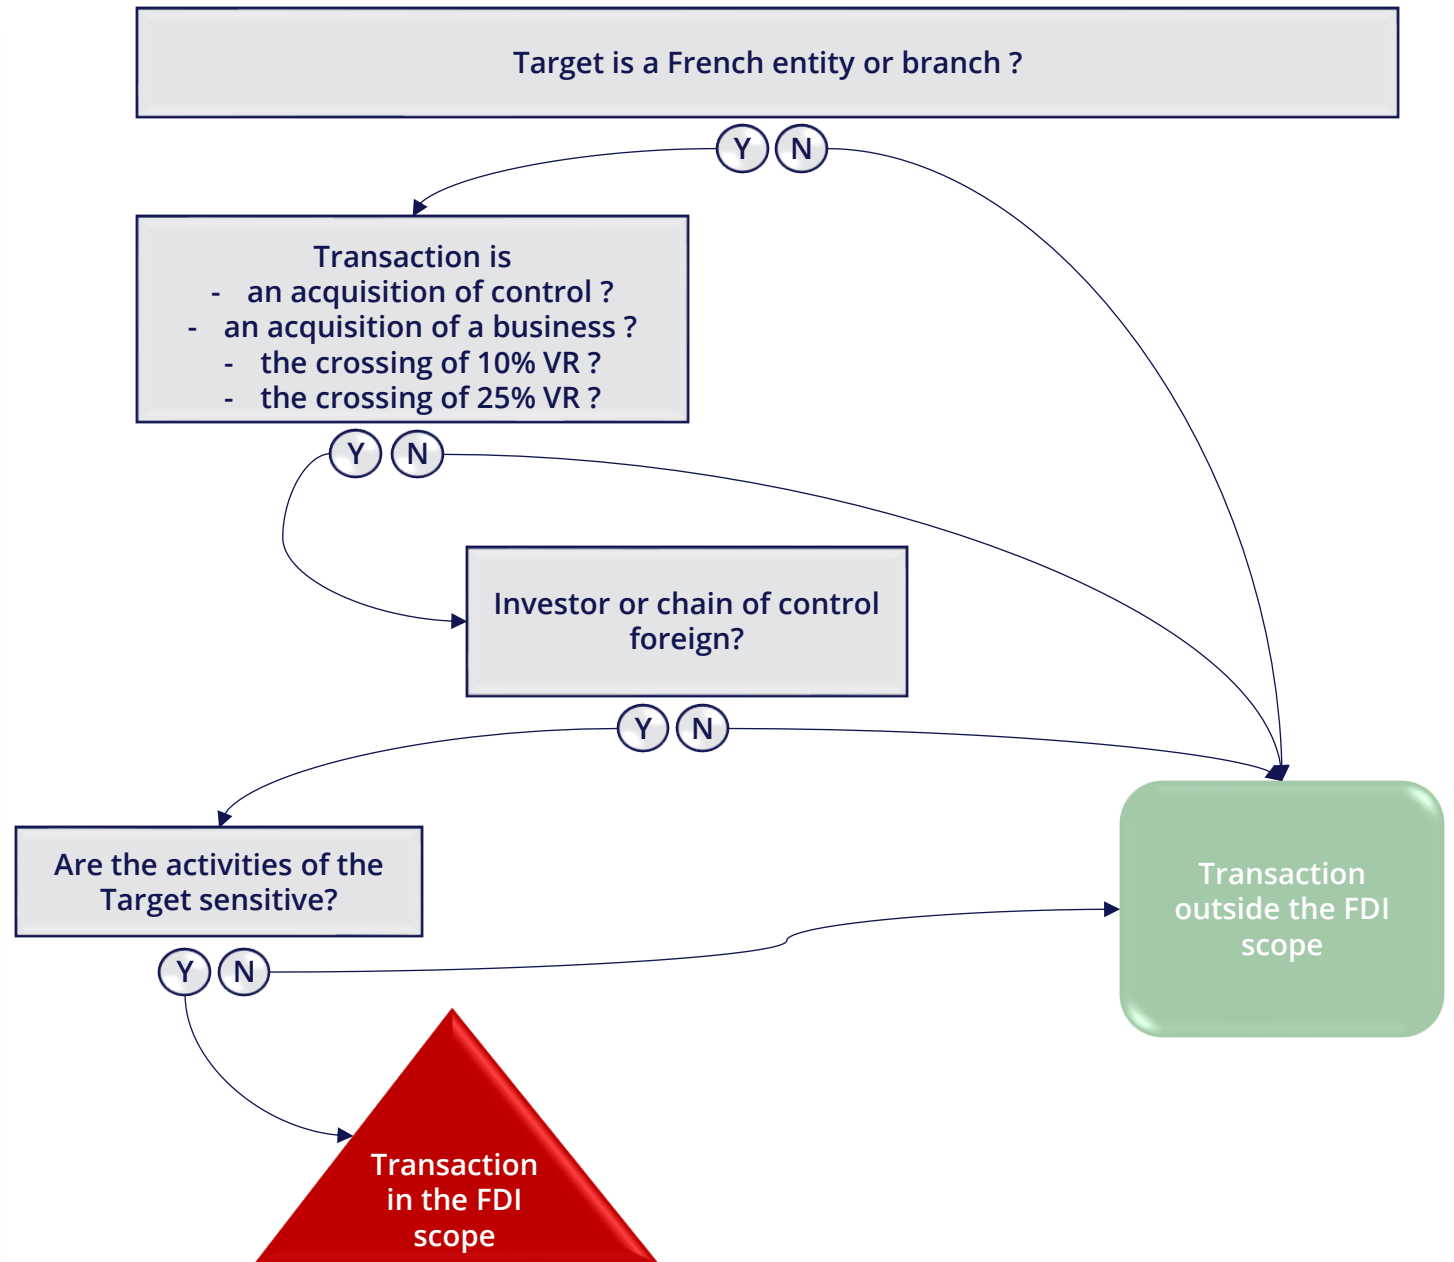 Target is a French entity or branch ?
Y N
Transaction is
- an acquisition of control ?
- an acquisition of a business ?
- the crossing of 10% VR ?
- the crossing of 25% VR ?
Y N
Investor or chain of control
foreign?
Y N
Are the activities of the
Target sensitive?
Transaction
outside the FDI
scope
Y N
Transaction
in the FDI
scope